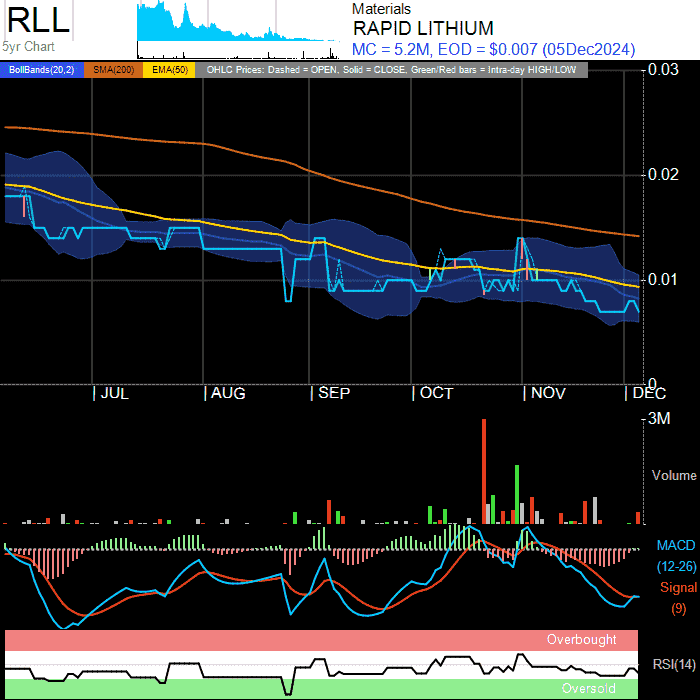 RLL
5yr Chart
Materials
RAPID LITHIUM
MC = 5.2M, EOD = $0.007 (05Dec2024)
BollBands(20,2) SMA(200) EMA(50) OHLC Prices: Dashed = OPEN, Solid = CLOSE, Green/Red bars = Intra-day HIGH/LOW
0.03
0.02
0.01
0
JUL AUG SEP OCT NOV DEC
3M
Volume
MACD
(12-26)
Signal
(9)
Overbought
RSI(14)
Oversold